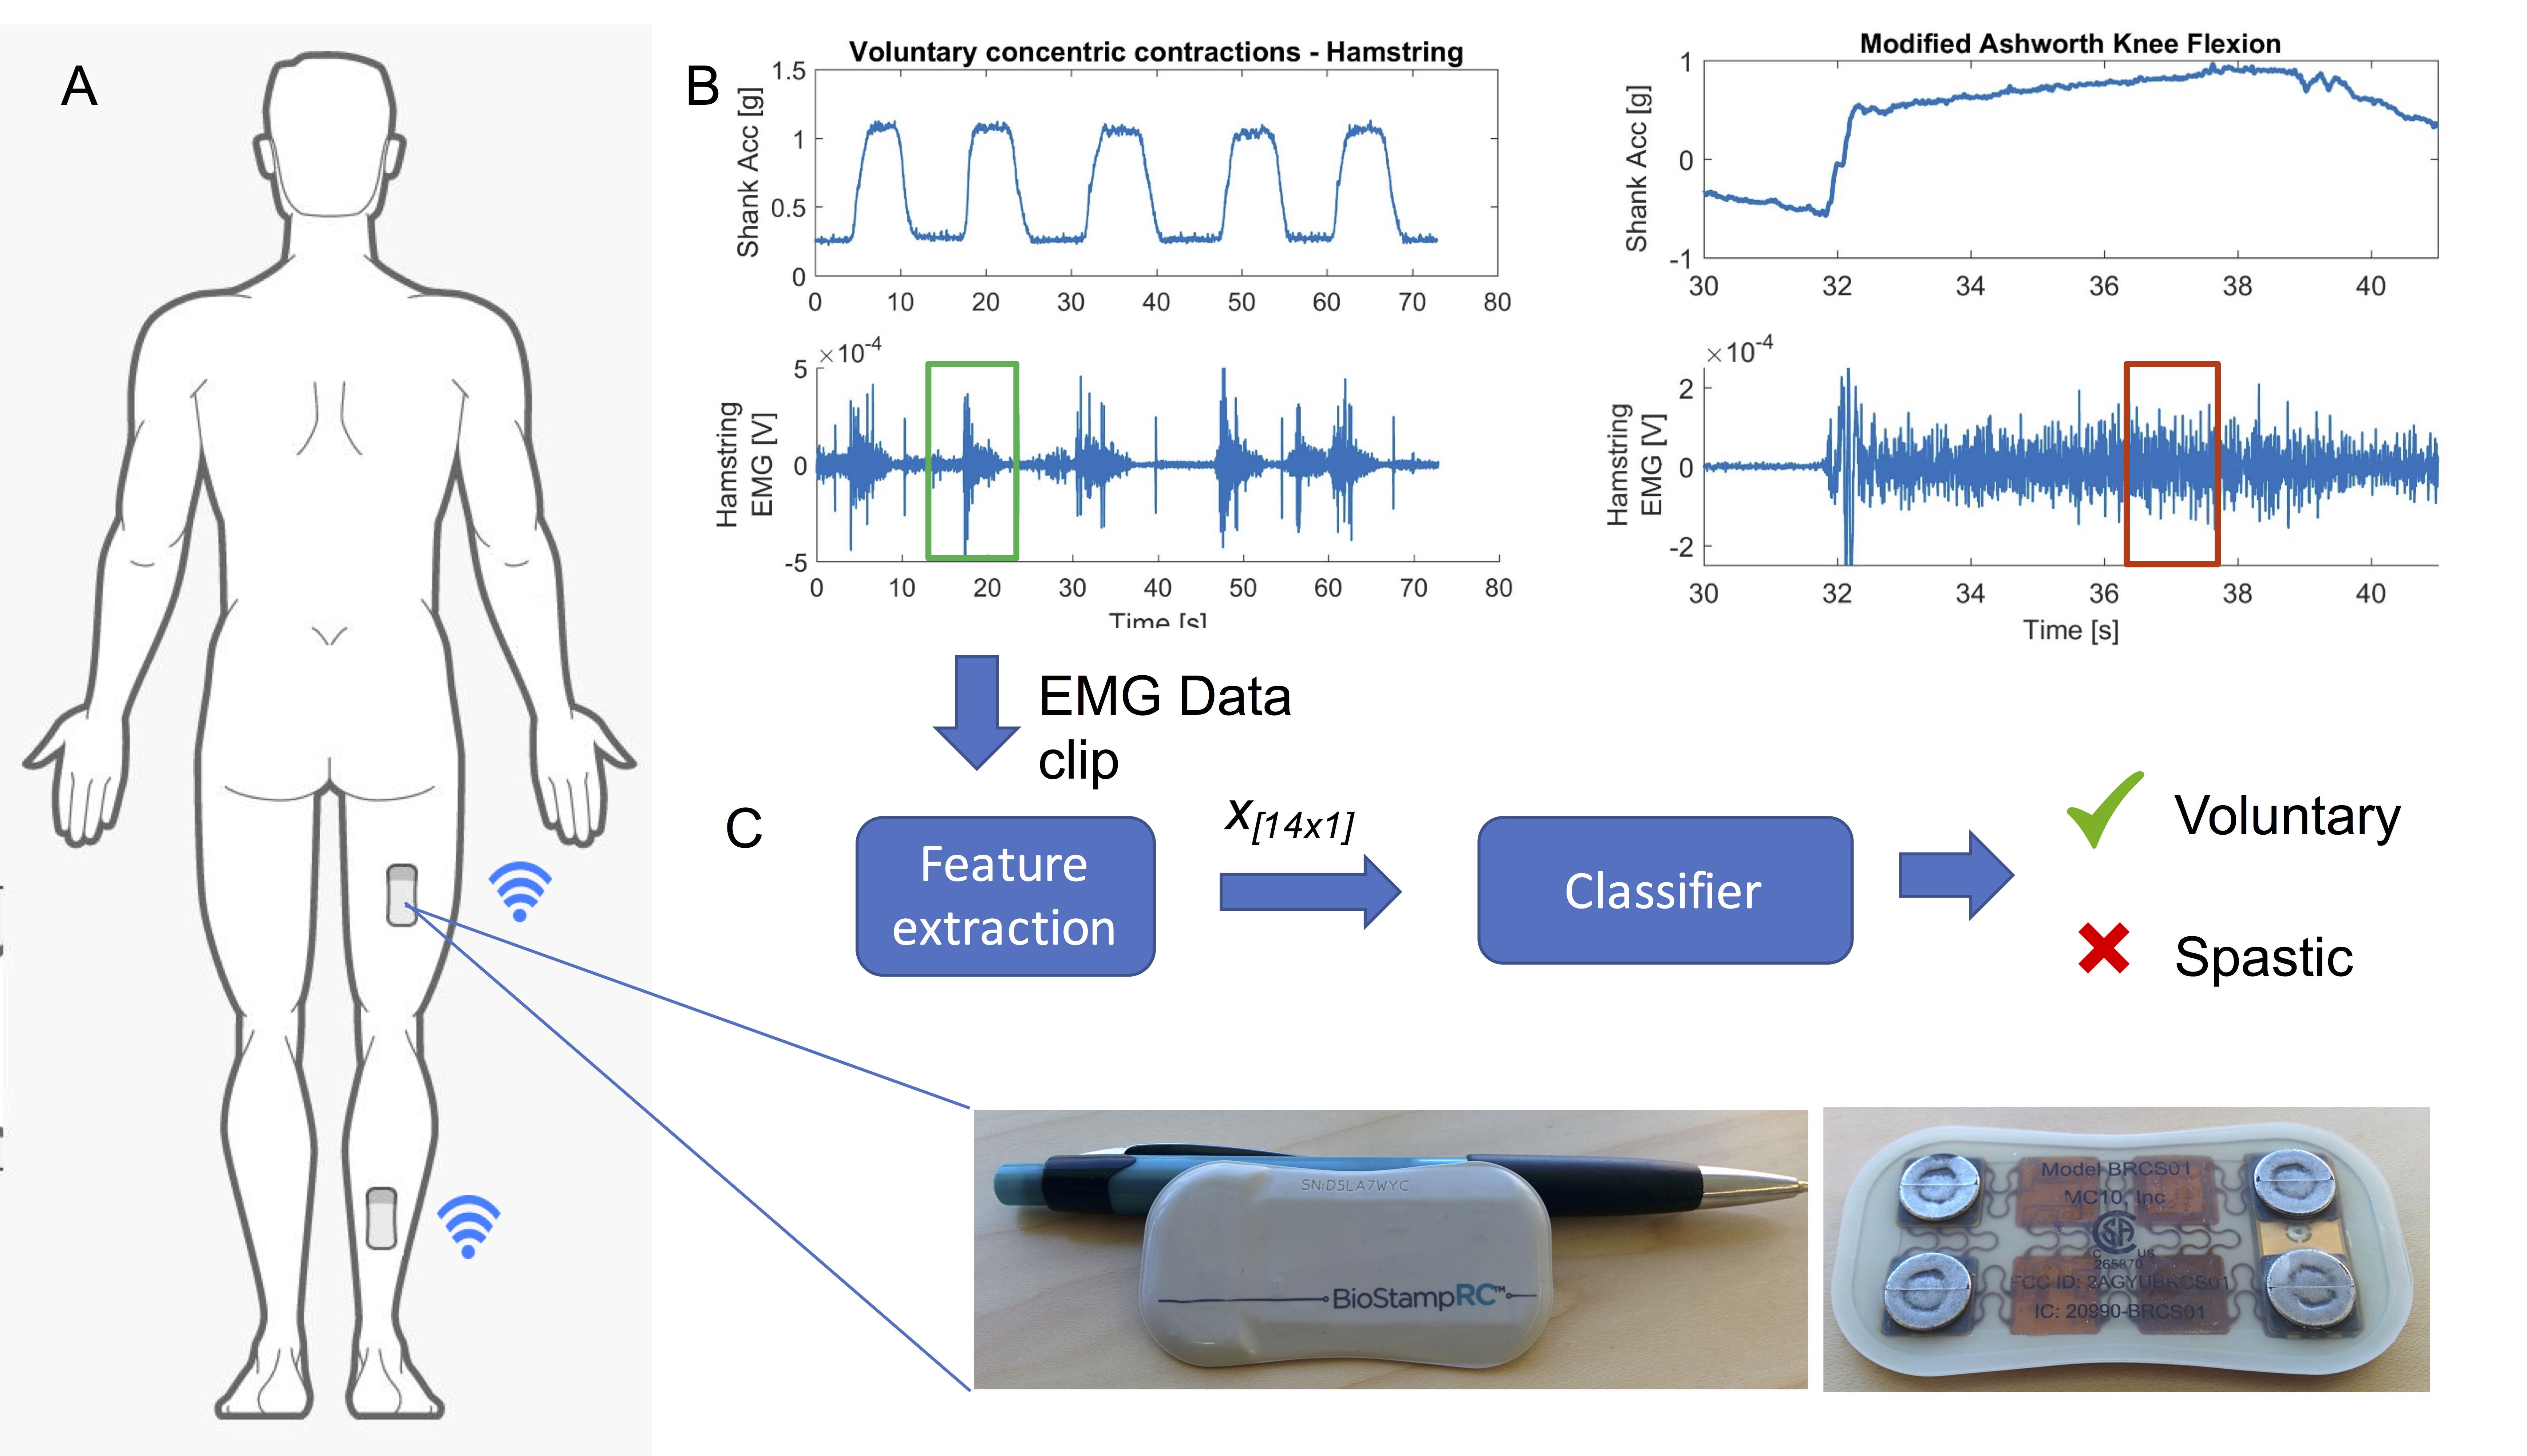 A
B
Voluntary concentric contractions - Hamstring
Shank Acc [g]
1.5
1
0.5
0
0 10 20 30 40 50 60 70 80
Modified Ashworth Knee Flexion
Shank Acc [g]
1
0
-1
30 32 34 36 38 40
Hamstring
EMG [V]
×10-4
5
0
-5
0 10 20 30 40 50 60 70 80
Time [s]
Hamstring
EMG [V]
×10-4
2
0
-2
30 32 34 36 38 40
Time [s]
EMG Data
clip
C
Feature
extraction
x[14x1]
Classifier
Voluntary
Spastic
SN:D5LA7WYC
BioStampRC™
Model BRCS01
MC10, Inc
C US
265870
FCC ID: 2AGYUBRCS01
IC: 20990-BRCS01